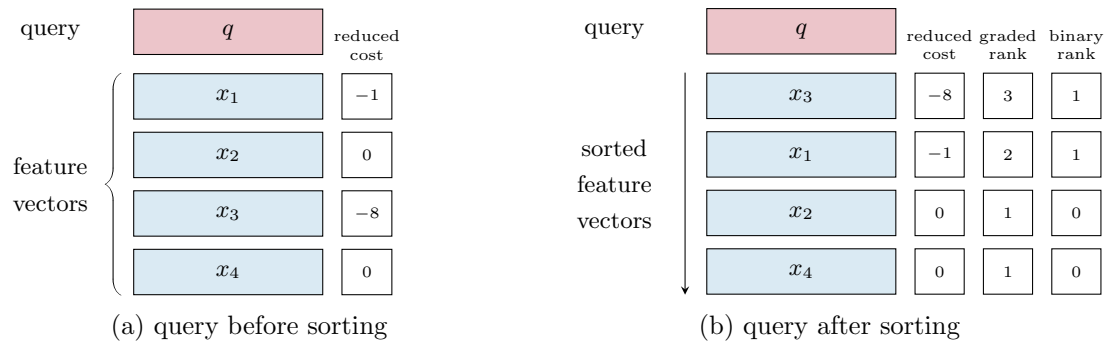 query
q
reduced
cost
feature
vectors
x₁
−1
x₂
0
x₃
−8
x₄
0
(a) query before sorting
query
q
reduced
cost
graded
rank
binary
rank
sorted
feature
vectors
x₃
−8
3
1
x₁
−1
2
1
x₂
0
1
0
x₄
0
1
0
(b) query after sorting